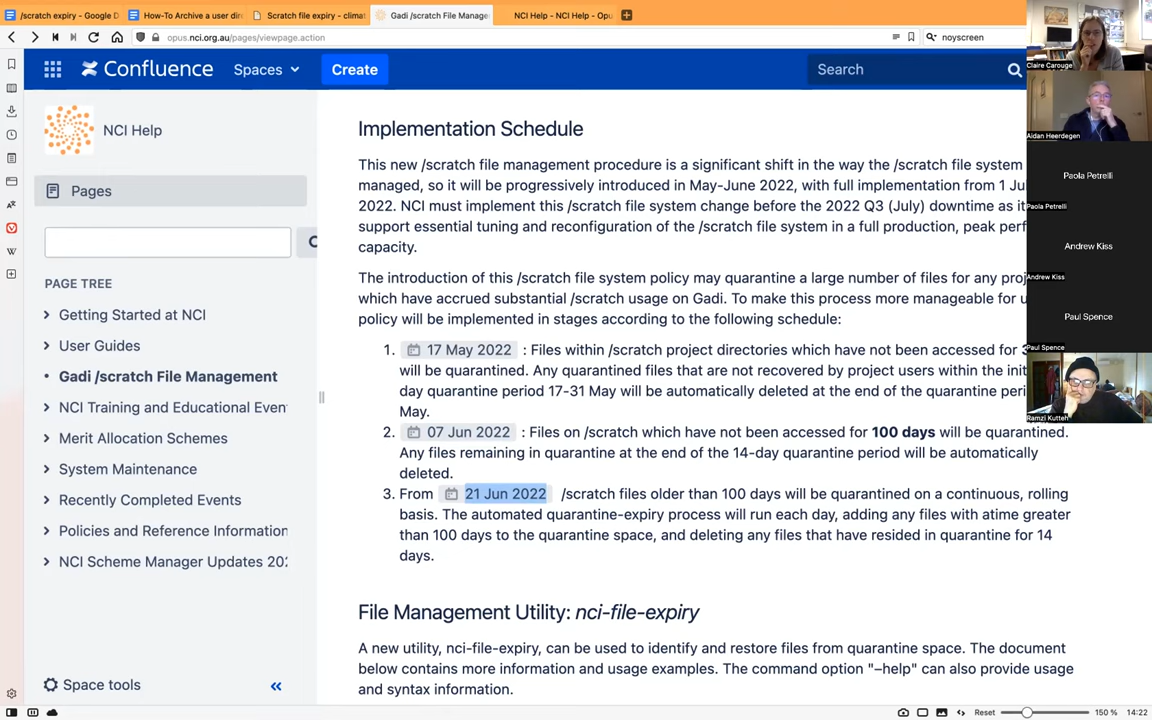 /scratch expiry - Google D
How-To Archive a user dir
Scratch file expiry - climat
Gadi /scratch File Manage
NCI Help - NCI Help - Opu
opus.nci.org.au/pages/viewpage.action
noyscreen
Confluence
Spaces
Create
Search
NCI Help
Pages
PAGE TREE
Getting Started at NCI
User Guides
Gadi /scratch File Management
NCI Training and Educational Even
Merit Allocation Schemes
System Maintenance
Recently Completed Events
Policies and Reference Information
NCI Scheme Manager Updates 202
Space tools
Implementation Schedule
This new /scratch file management procedure is a significant shift in the way the /scratch file system
managed, so it will be progressively introduced in May-June 2022, with full implementation from 1 Ju
2022. NCI must implement this /scratch file system change before the 2022 Q3 (July) downtime as it
support essential tuning and reconfiguration of the /scratch file system in a full production, peak perf
capacity.
The introduction of this /scratch file system policy may quarantine a large number of files for any proj
which have accrued substantial /scratch usage on Gadi. To make this process more manageable for u
policy will be implemented in stages according to the following schedule:
1. 17 May 2022 : Files within /scratch project directories which have not been accessed for 3
will be quarantined. Any quarantined files that are not recovered by project users within the init
day quarantine period 17-31 May will be automatically deleted at the end of the quarantine peri
May.
2. 07 Jun 2022 : Files on /scratch which have not been accessed for 100 days will be quarantined.
Any files remaining in quarantine at the end of the 14-day quarantine period will be automatically
deleted.
3. From 21 Jun 2022 /scratch files older than 100 days will be quarantined on a continuous, rolling
basis. The automated quarantine-expiry process will run each day, adding any files with atime greater
than 100 days to the quarantine space, and deleting any files that have resided in quarantine for 14
days.
File Management Utility: nci-file-expiry
A new utility, nci-file-expiry, can be used to identify and restore files from quarantine space. The document
below contains more information and usage examples. The command option "–help" can also provide usage
and syntax information.
Claire Carouge
Aidan Heerdegen
Paola Petrelli
Paola Petrelli
Andrew Kiss
Andrew Kiss
Paul Spence
Paul Spence
Ramzi Kutteh
Reset
150 %
14:22